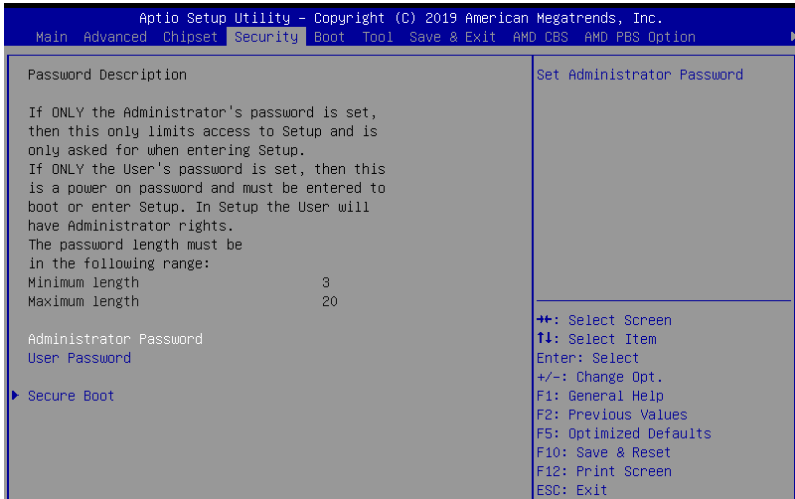 Aptio Setup Utility – Copyright (C) 2019 American Megatrends, Inc.
Main Advanced Chipset Security Boot Tool Save & Exit AMD CBS AMD PBS Option
Password Description
If ONLY the Administrator's password is set,
then this only limits access to Setup and is
only asked for when entering Setup.
If ONLY the User's password is set, then this
is a power on password and must be entered to
boot or enter Setup. In Setup the User will
have Administrator rights.
The password length must be
in the following range:
Minimum length 3
Maximum length 20
Administrator Password
User Password
Secure Boot
Set Administrator Password
→←: Select Screen
↑↓: Select Item
Enter: Select
+/-: Change Opt.
F1: General Help
F2: Previous Values
F5: Optimized Defaults
F10: Save & Reset
F12: Print Screen
ESC: Exit